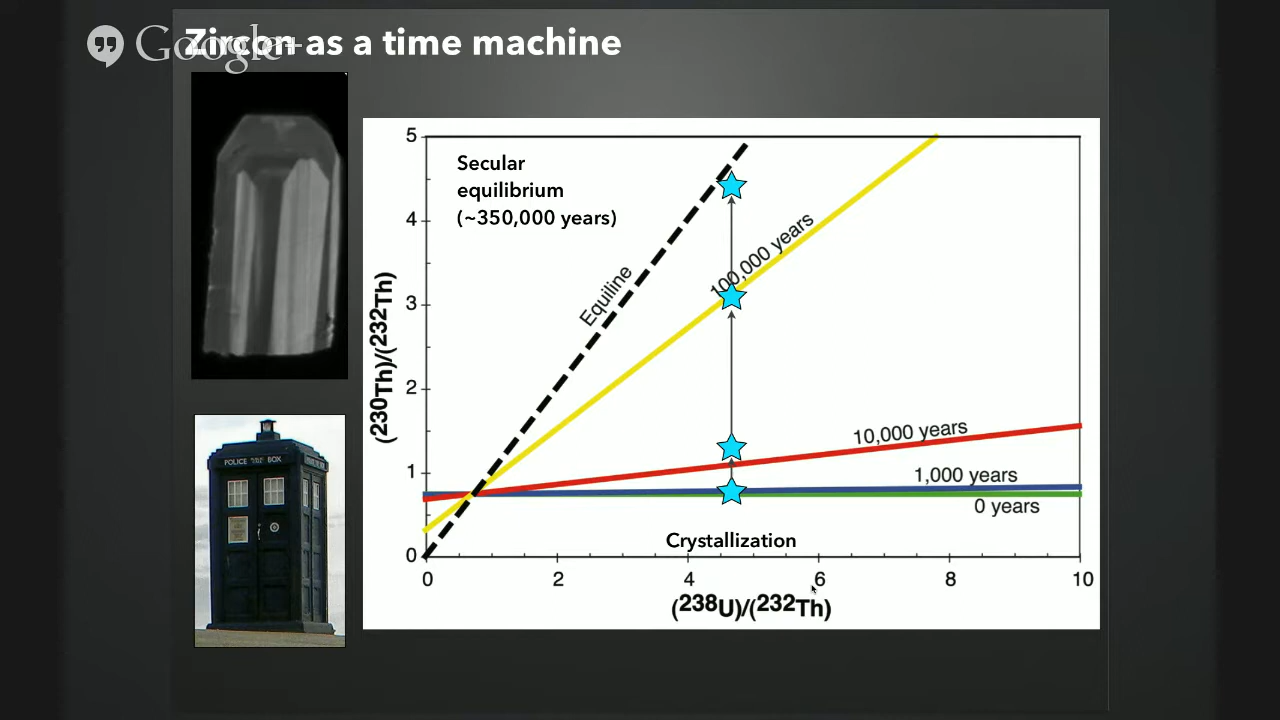 Google+
Zircon as a time machine
Secular
equilibrium
(~350,000 years)
Equiline
100,000 years
10,000 years
1,000 years
0 years
Crystallization
(230Th)/(232Th)
5
4
3
2
1
0
0 2 4 6 8 10
(238U)/(232Th)
POLICE BOX